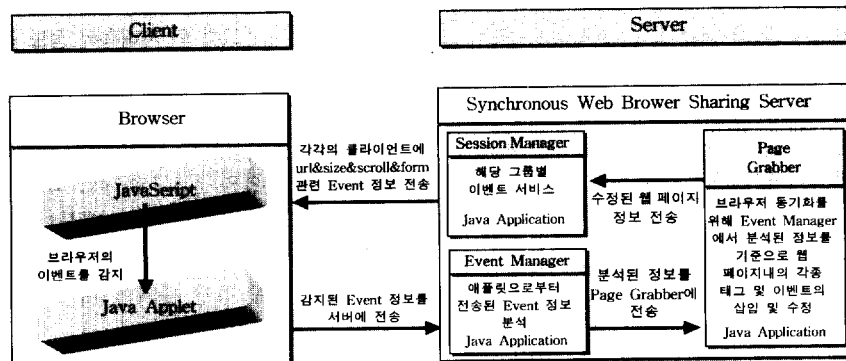 Client
Server
Browser
JavaScript
브라우저의
이벤트를 감지
Java Applet
각각의 클라이언트에
url&size&scroll&form
관련 Event 정보 전송
감지된 Event 정보를
서버에 전송
Synchronous Web Brower Sharing Server
Session Manager
해당 그룹별
이벤트 서비스
Java Application
수정된 웹 페이지
정보 전송
Event Manager
애플릿으로부터
전송된 Event 정보
분석
Java Application
분석된 정보를
Page Grabber에
전송
Page
Grabber
브라우저 동기화를
위해 Event Manager
에서 분석된 정보를
기준으로 웹
페이지내의 각종
태그 및 이벤트의
삽입 및 수정
Java Application